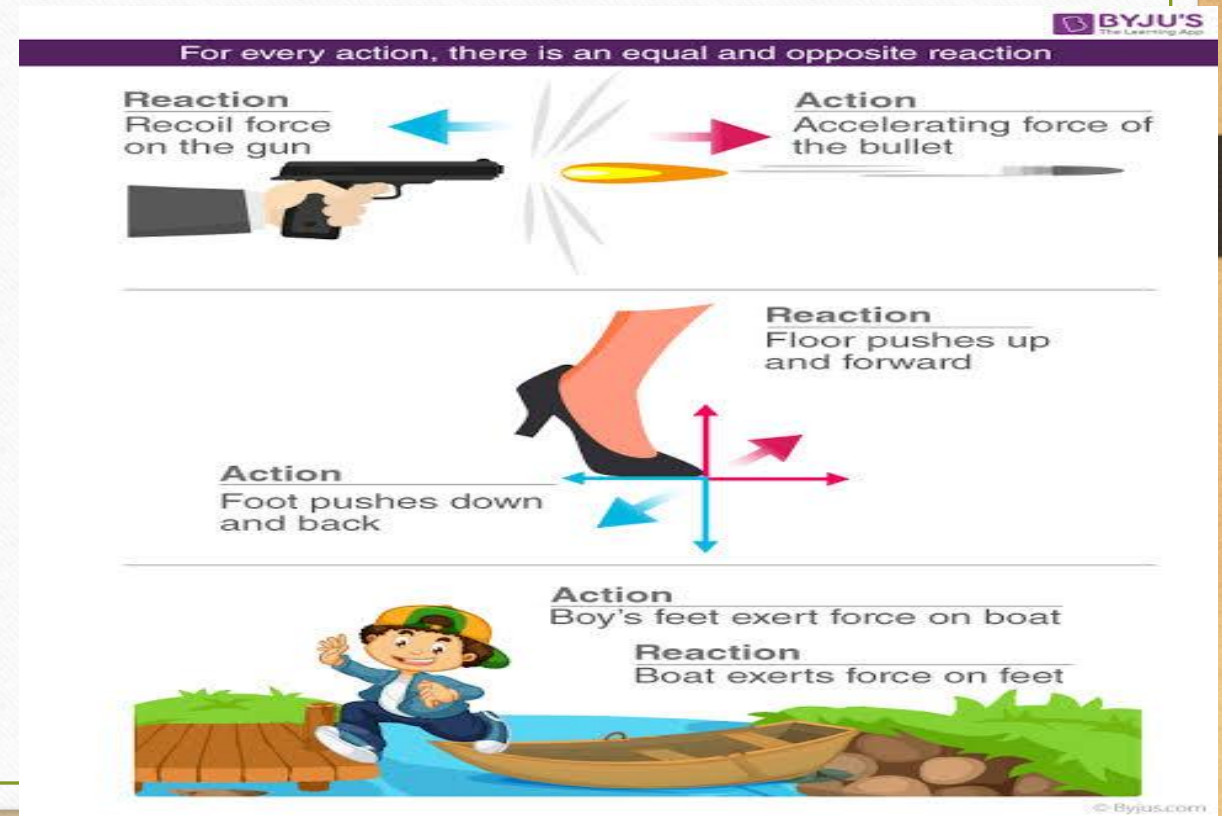 BYJU'S
The Learning App
For every action, there is an equal and opposite reaction
Reaction
Recoil force
on the gun
Action
Accelerating force of
the bullet
Reaction
Floor pushes up
and forward
Action
Foot pushes down
and back
Action
Boy's feet exert force on boat
Reaction
Boat exerts force on feet
© Byjus.com